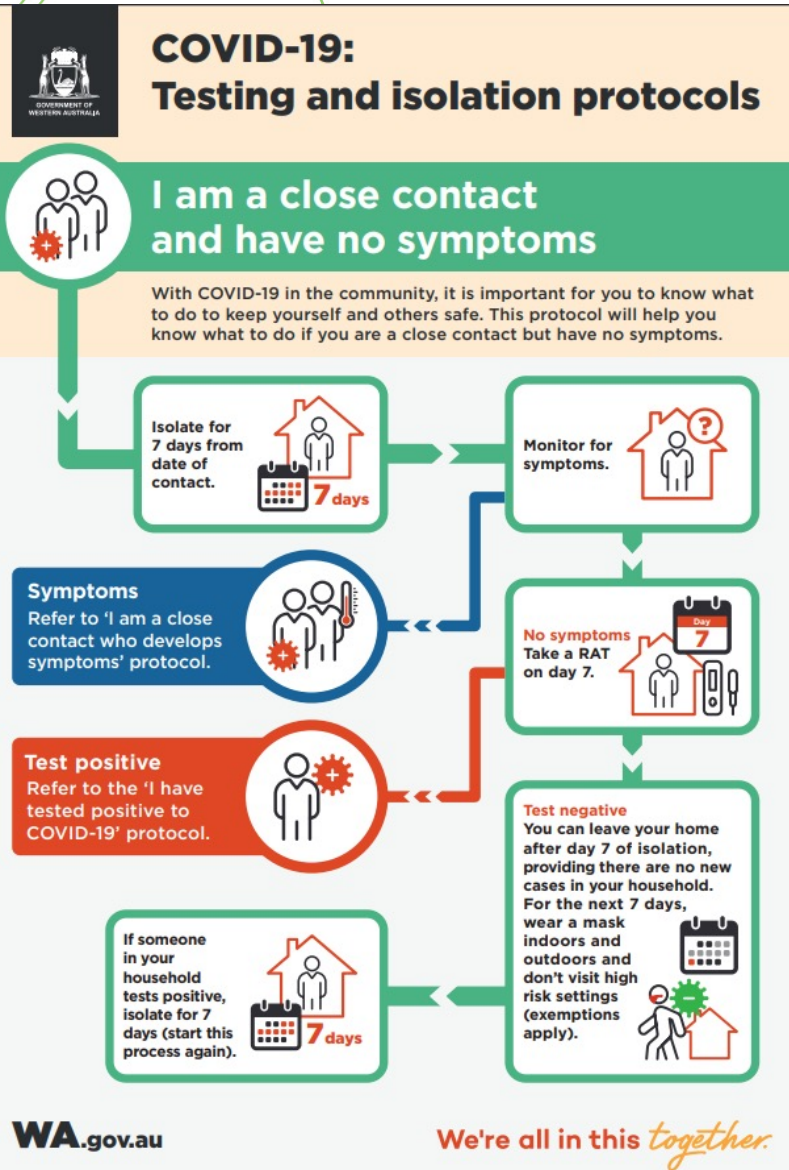 COVID-19:
Testing and isolation protocols
GOVERNMENT OF
WESTERN AUSTRALIA
I am a close contact
and have no symptoms
With COVID-19 in the community, it is important for you to know what
to do to keep yourself and others safe. This protocol will help you
know what to do if you are a close contact but have no symptoms.
Isolate for
7 days from
date of
contact.
7 days
Monitor for
symptoms.
?
Symptoms
Refer to ‘I am a close
contact who develops
symptoms’ protocol.
No symptoms
Take a RAT
on day 7.
Day
7
Test positive
Refer to the ‘I have
tested positive to
COVID-19’ protocol.
Test negative
You can leave your home
after day 7 of isolation,
providing there are no new
cases in your household.
For the next 7 days,
wear a mask
indoors and
outdoors and
don’t visit high
risk settings
(exemptions
apply).
If someone
in your
household
tests positive,
isolate for 7
days (start this
process again).
7 days
WA.gov.au
We're all in this together.